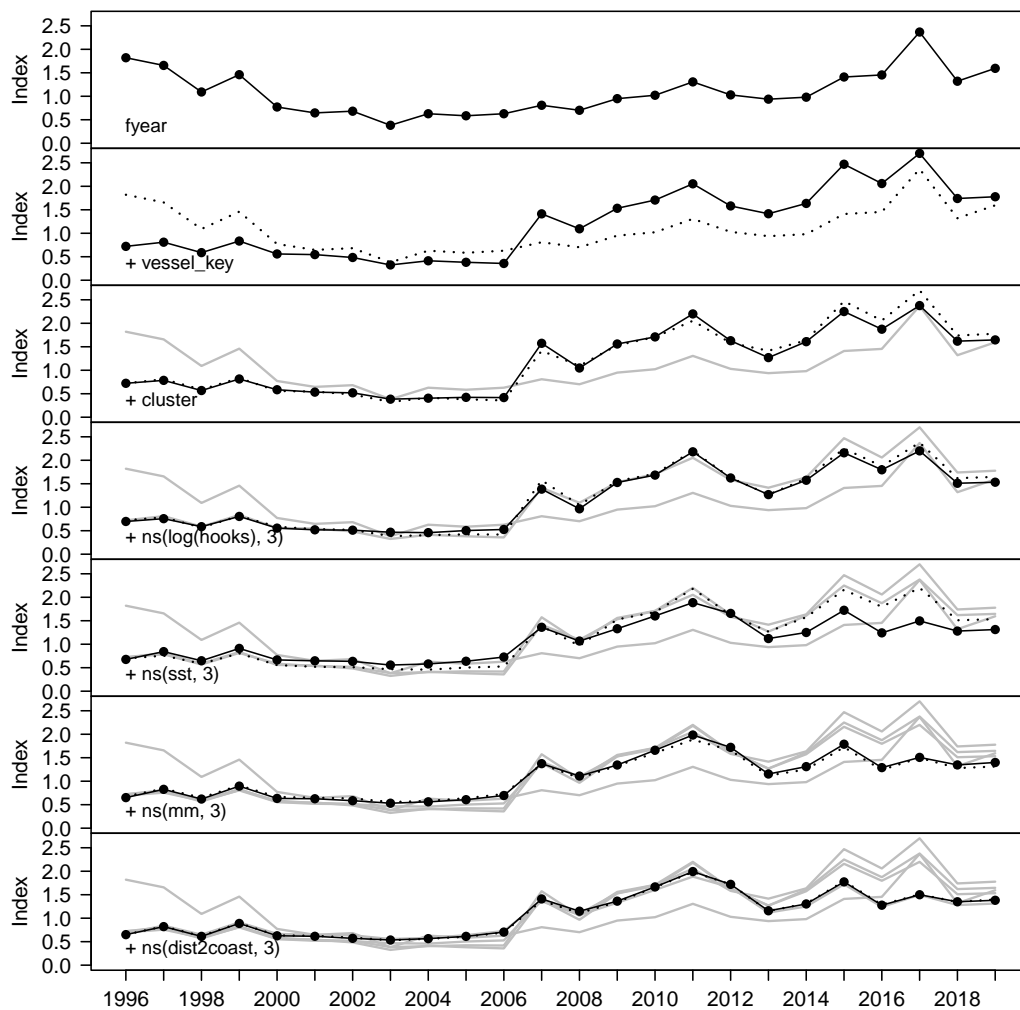 2.5
2.0
1.5
1.0
0.5
0.0
Index
fyear
2.5
2.0
1.5
1.0
0.5
0.0
Index
+ vessel_key
2.5
2.0
1.5
1.0
0.5
0.0
Index
+ cluster
2.5
2.0
1.5
1.0
0.5
0.0
Index
+ ns(log(hooks), 3)
2.5
2.0
1.5
1.0
0.5
0.0
Index
+ ns(sst, 3)
2.5
2.0
1.5
1.0
0.5
0.0
Index
+ ns(mm, 3)
2.5
2.0
1.5
1.0
0.5
0.0
Index
+ ns(dist2coast, 3)
1996 1998 2000 2002 2004 2006 2008 2010 2012 2014 2016 2018